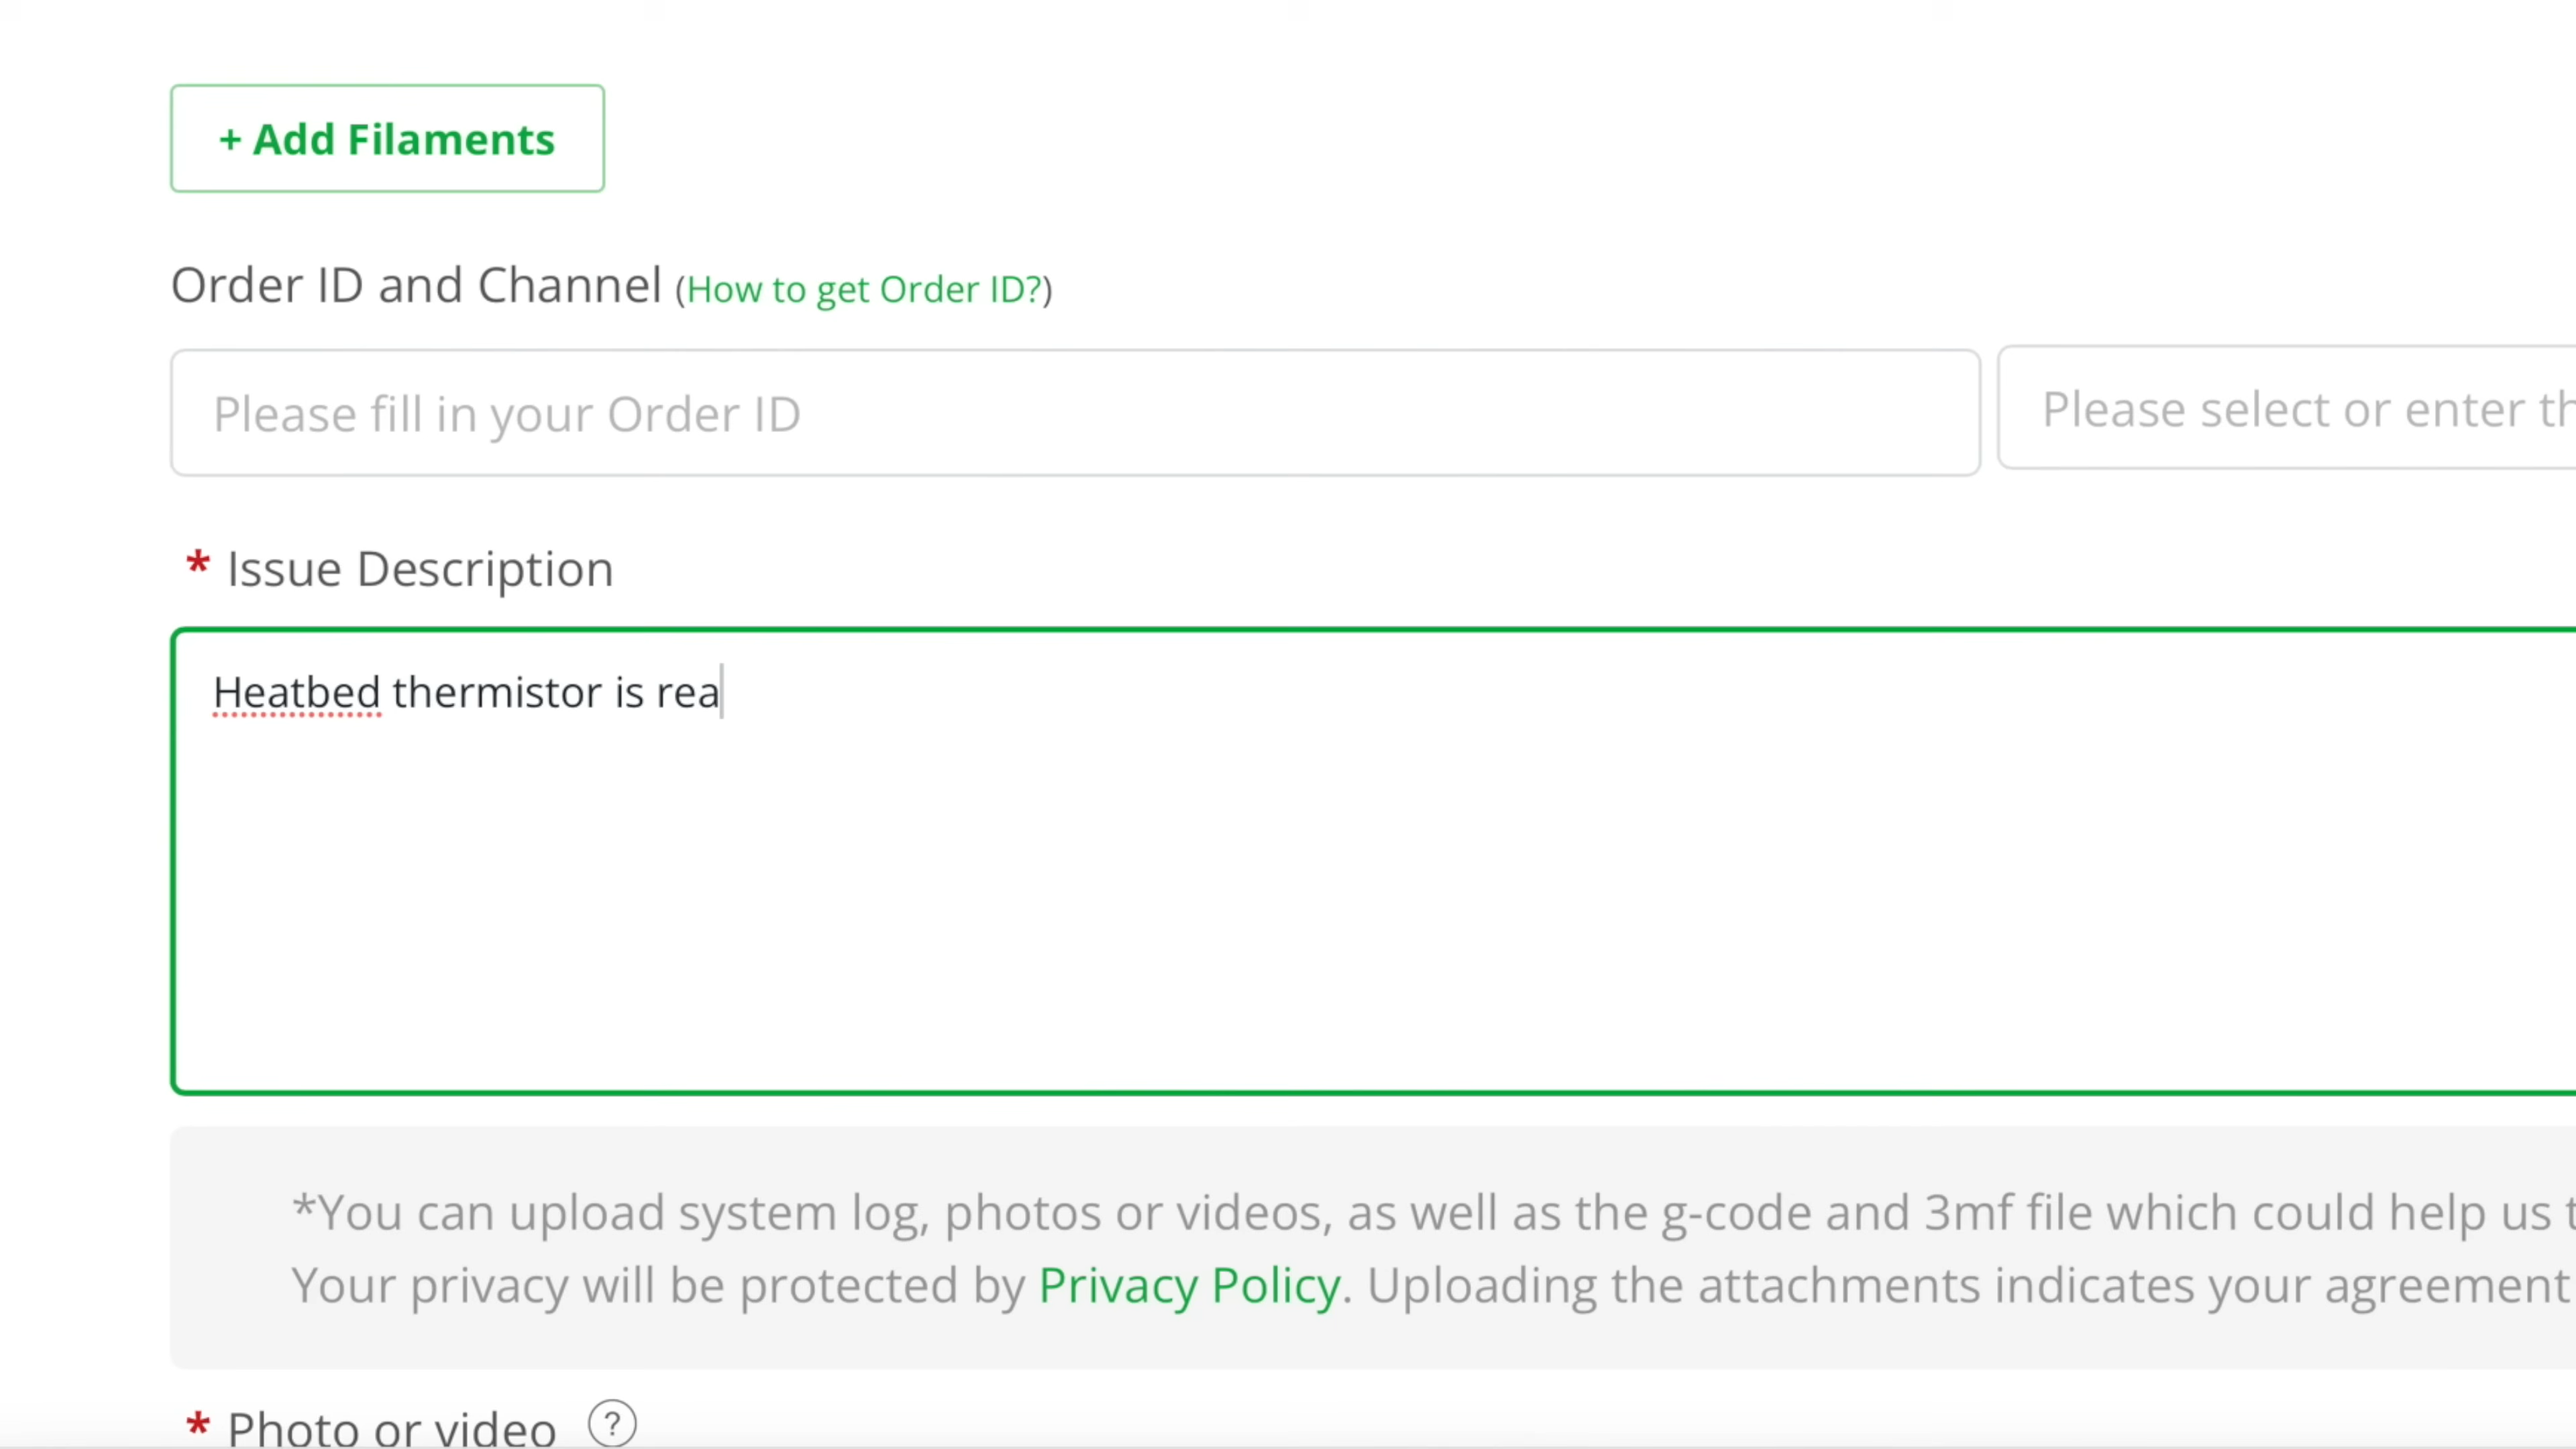 + Add Filaments
Order ID and Channel (How to get Order ID?)
Please fill in your Order ID
Please select or enter th
* Issue Description
Heatbed thermistor is rea
*You can upload system log, photos or videos, as well as the g-code and 3mf file which could help us t
Your privacy will be protected by Privacy Policy. Uploading the attachments indicates your agreement
* Photo or video ?